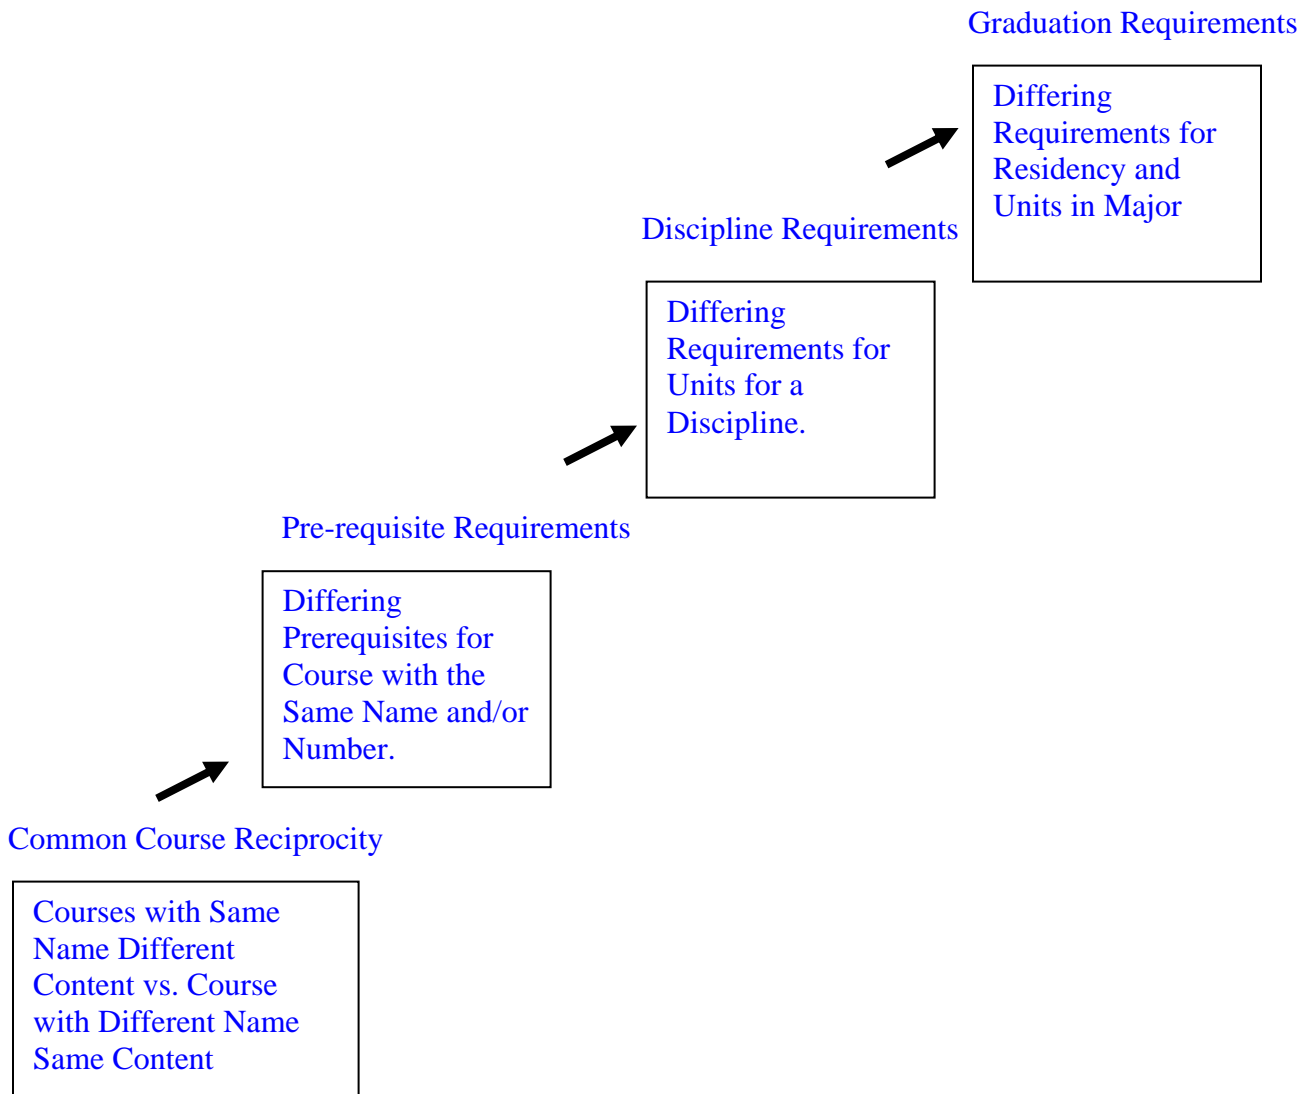 Graduation Requirements
Differing
Requirements for
Residency and
Units in Major
Discipline Requirements
Differing
Requirements for
Units for a
Discipline.
Pre-requisite Requirements
Differing
Prerequisites for
Course with the
Same Name and/or
Number.
Common Course Reciprocity
Courses with Same
Name Different
Content vs. Course
with Different Name
Same Content